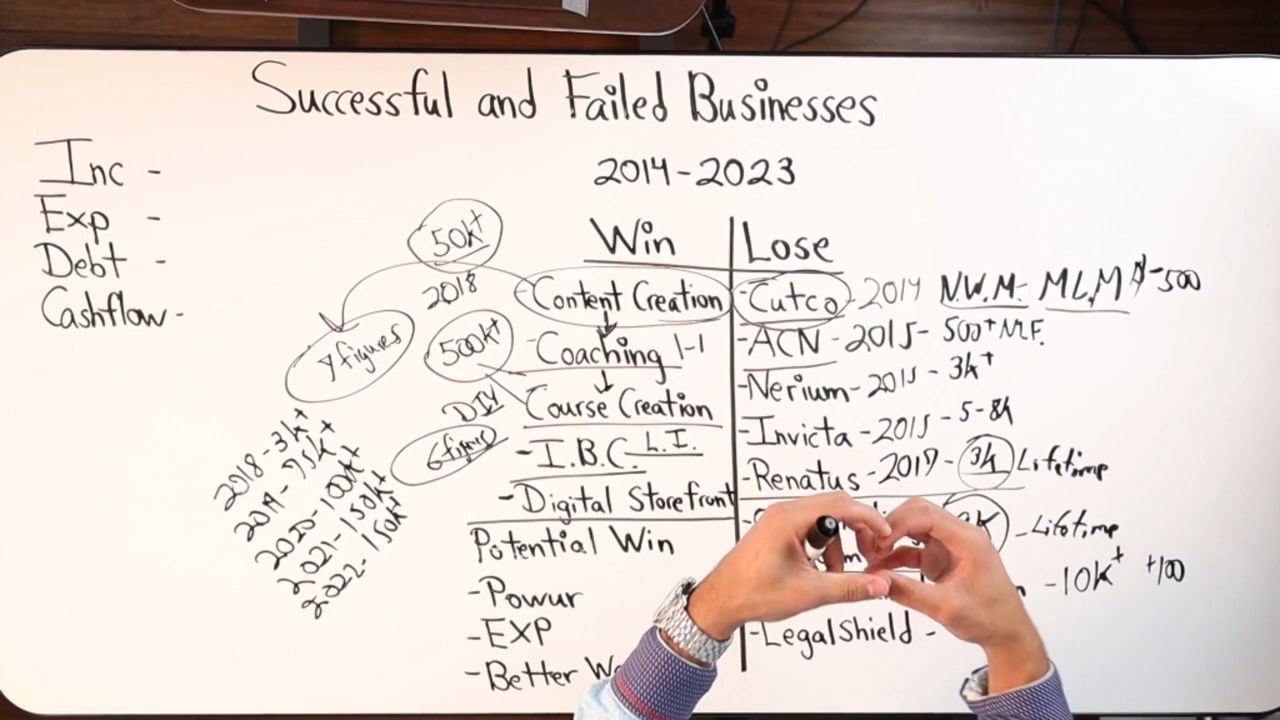 Successful and Failed Businesses
2014-2023
Inc -
Exp -
Debt -
Cashflow -
50k+
2018
7 figures
500k+
DIY
6 figure
2018-3k+
2019-75k+
2020-100k+
2021-150k+
2022-150k+
Win
Content Creation
-Coaching 1-1
Course Creation
-I.B.C. L.I.
-Digital Storefront
Potential Win
-Powur
-EXP
-Better
Lose
-Cutco-2014 N.W.M- MLM $-500
-ACN-2015-500+
-Nerium-2015-3k+
-Invicta-2015-5-8k
-Renatus-2017-3k Lifetime
-Lifetime
-10k+ +100
-LegalShield-